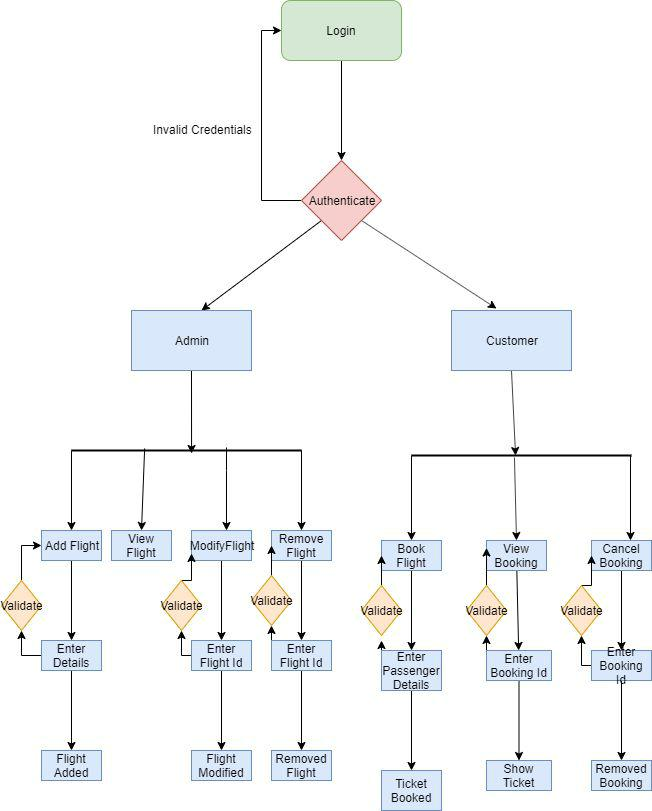 Login
Invalid Credentials
Authenticate
Admin
Customer
Add Flight
View
Flight
ModifyFlight
Remove
Flight
Book
Flight
View
Booking
Cancel
Booking
Validate
Validate
Validate
Validate
Validate
Validate
Enter
Details
Enter
Flight Id
Enter
Flight Id
Enter
Passenger
Details
Enter
Booking Id
Enter
Booking
Id
Flight
Added
Flight
Modified
Removed
Flight
Ticket
Booked
Show
Ticket
Removed
Booking